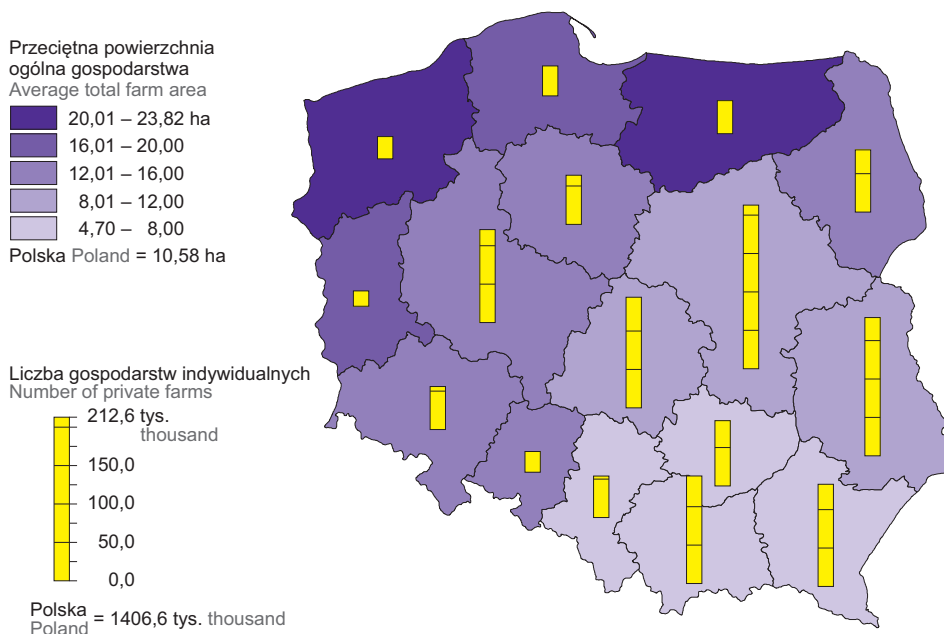 Przeciętna powierzchnia
ogólna gospodarstwa
Average total farm area
20,01 – 23,82 ha
16,01 – 20,00
12,01 – 16,00
8,01 – 12,00
4,70 – 8,00
Polska Poland = 10,58 ha
Liczba gospodarstw indywidualnych
Number of private farms
212,6 tys.
thousand
150,0
100,0
50,0
0,0
Polska
Poland = 1406,6 tys. thousand